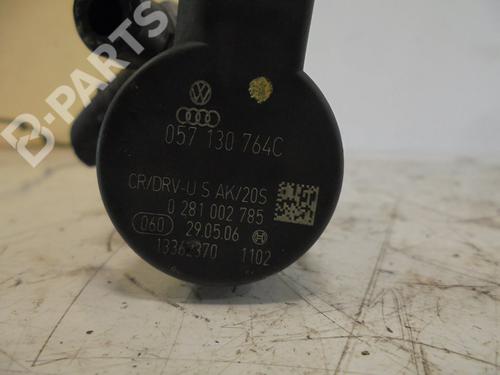 B-PARTS
057 130 764C
CR/DRV-U S AK/20S
0 281 002 785
060 29.05.06
13362370 1102